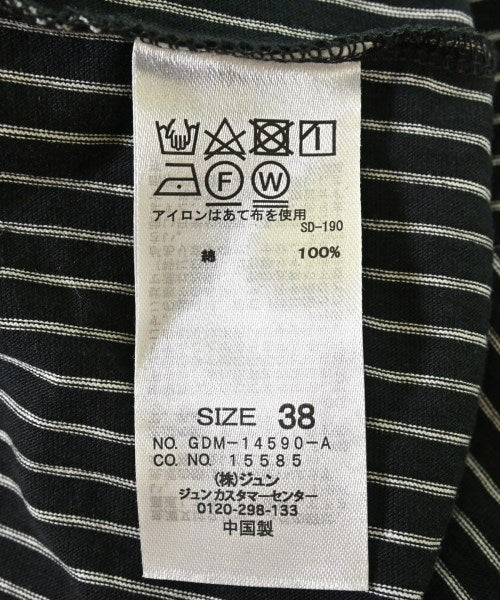 F W
アイロンはあて布を使用
SD-190
綿 100%
SIZE 38
NO. GDM-14590-A
CO. NO. 15585
(株)ジュン
ジュンカスタマーセンター
0120-298-133
中国製